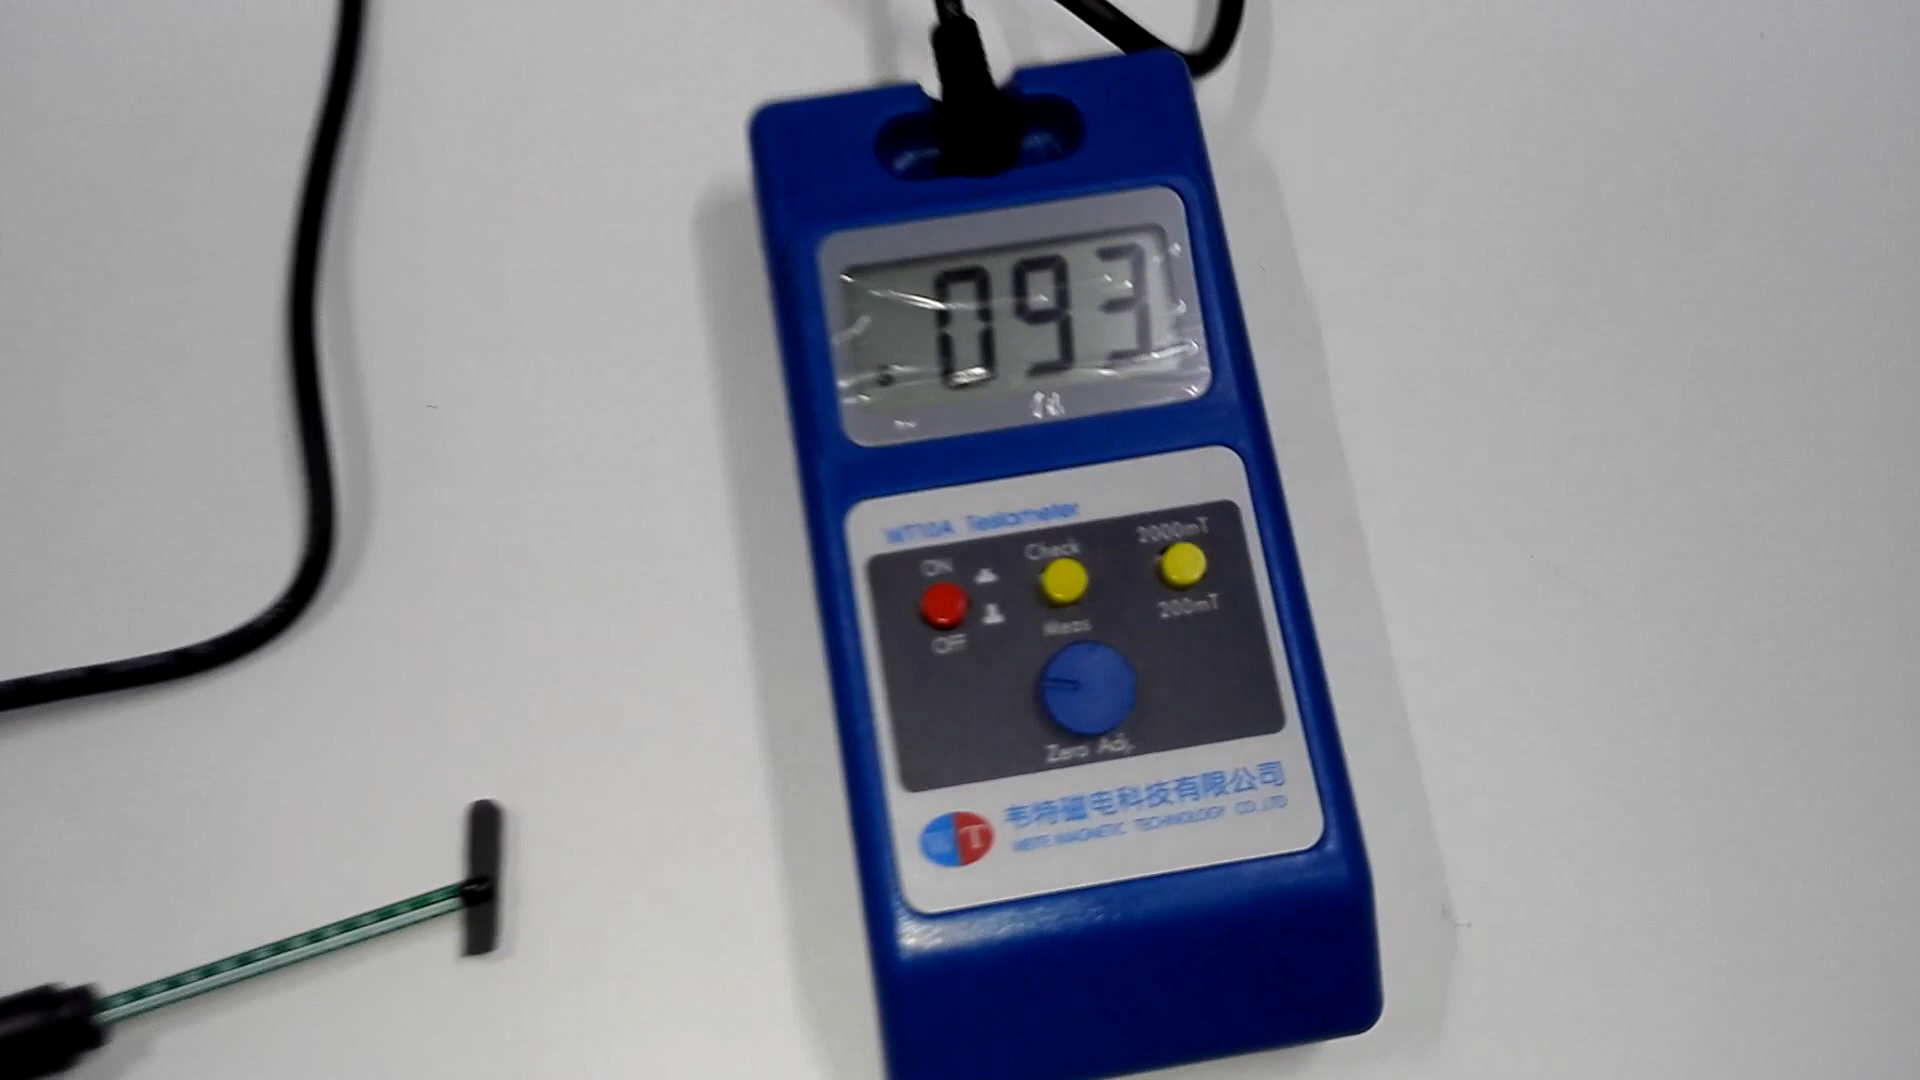 .093
WT10A Teslameter
ON
Check
2000mT
OFF
Meas
200mT
Zero Adj.
WT
韦特磁电科技有限公司
WEITE MAGNETIC TECHNOLOGY CO.,LTD